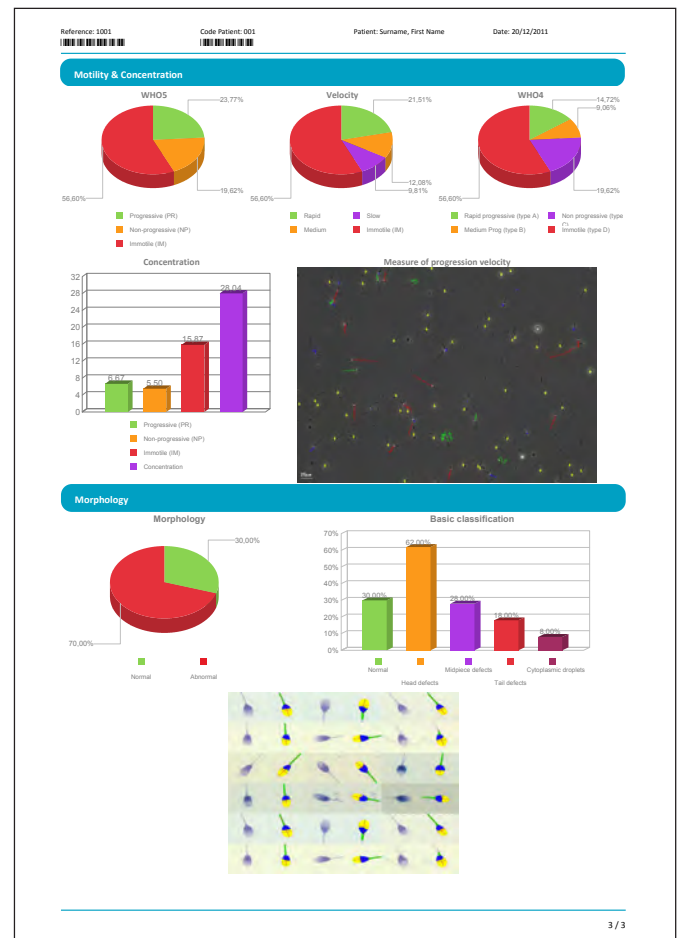 Reference: 1001 Code Patient: 001 Patient: Surname, First Name Date: 20/12/2011
Motility & Concentration
WHO5 Velocity WHO4
23,77% 21,51% 14,72%
9,06%
12,08%
19,62% 9,81% 19,62%
56,60% 56,60% 56,60%
Progressive (PR) Rapid Slow Rapid progressive (type A) Non progressive (type
Non-progressive (NP) Medium Immotile (IM) Medium Prog (type B) Immotile (type D)
Immotile (IM)
Concentration Measure of progression velocity
32
28
24
20
16
12
8
4
0
28.04
15.87
6.67
5.50
Progressive (PR)
Non-progressive (NP)
Immotile (IM)
Concentration
Morphology
Morphology Basic classification
30,00%
70,00%
Normal Abnormal
70%
60%
50%
40%
30%
20%
10%
0%
30.00% 62.00% 28.00% 18.00% 8.00%
Normal Midpiece defects Cytoplasmic droplets
Head defects Tail defects
3 / 3